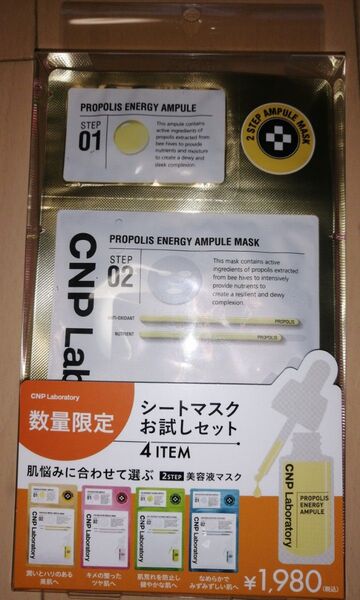 PROPOLIS ENERGY AMPULE
STEP
01
This ampule contains
active ingredients of
propolis extracted from
bee hives to provide
nutrients and moisture
to create a dewy and
sleek complexion.
2 STEP AMPULE MASK
CNP Laboratory
PROPOLIS ENERGY AMPULE MASK
STEP
02
This mask contains active
ingredients of propolis extracted
from bee hives to intensively
provide nutrients to
create a resilient and dewy
complexion.
ANTI-OXIDANT
PROPOLIS
NUTRIENT
PROPOLIS
CNP Laboratory
数量限定
シートマスク
お試しセット
4 ITEM
肌悩みに合わせて選ぶ 2STEP 美容液マスク
潤いとハリのある
美肌へ
キメの整った
ツヤ肌へ
肌荒れを防止し
健やかな肌へ
なめらかで
みずみずしい肌へ
CNP Laboratory
PROPOLIS
ENERGY
AMPULE
¥1,980(税込)